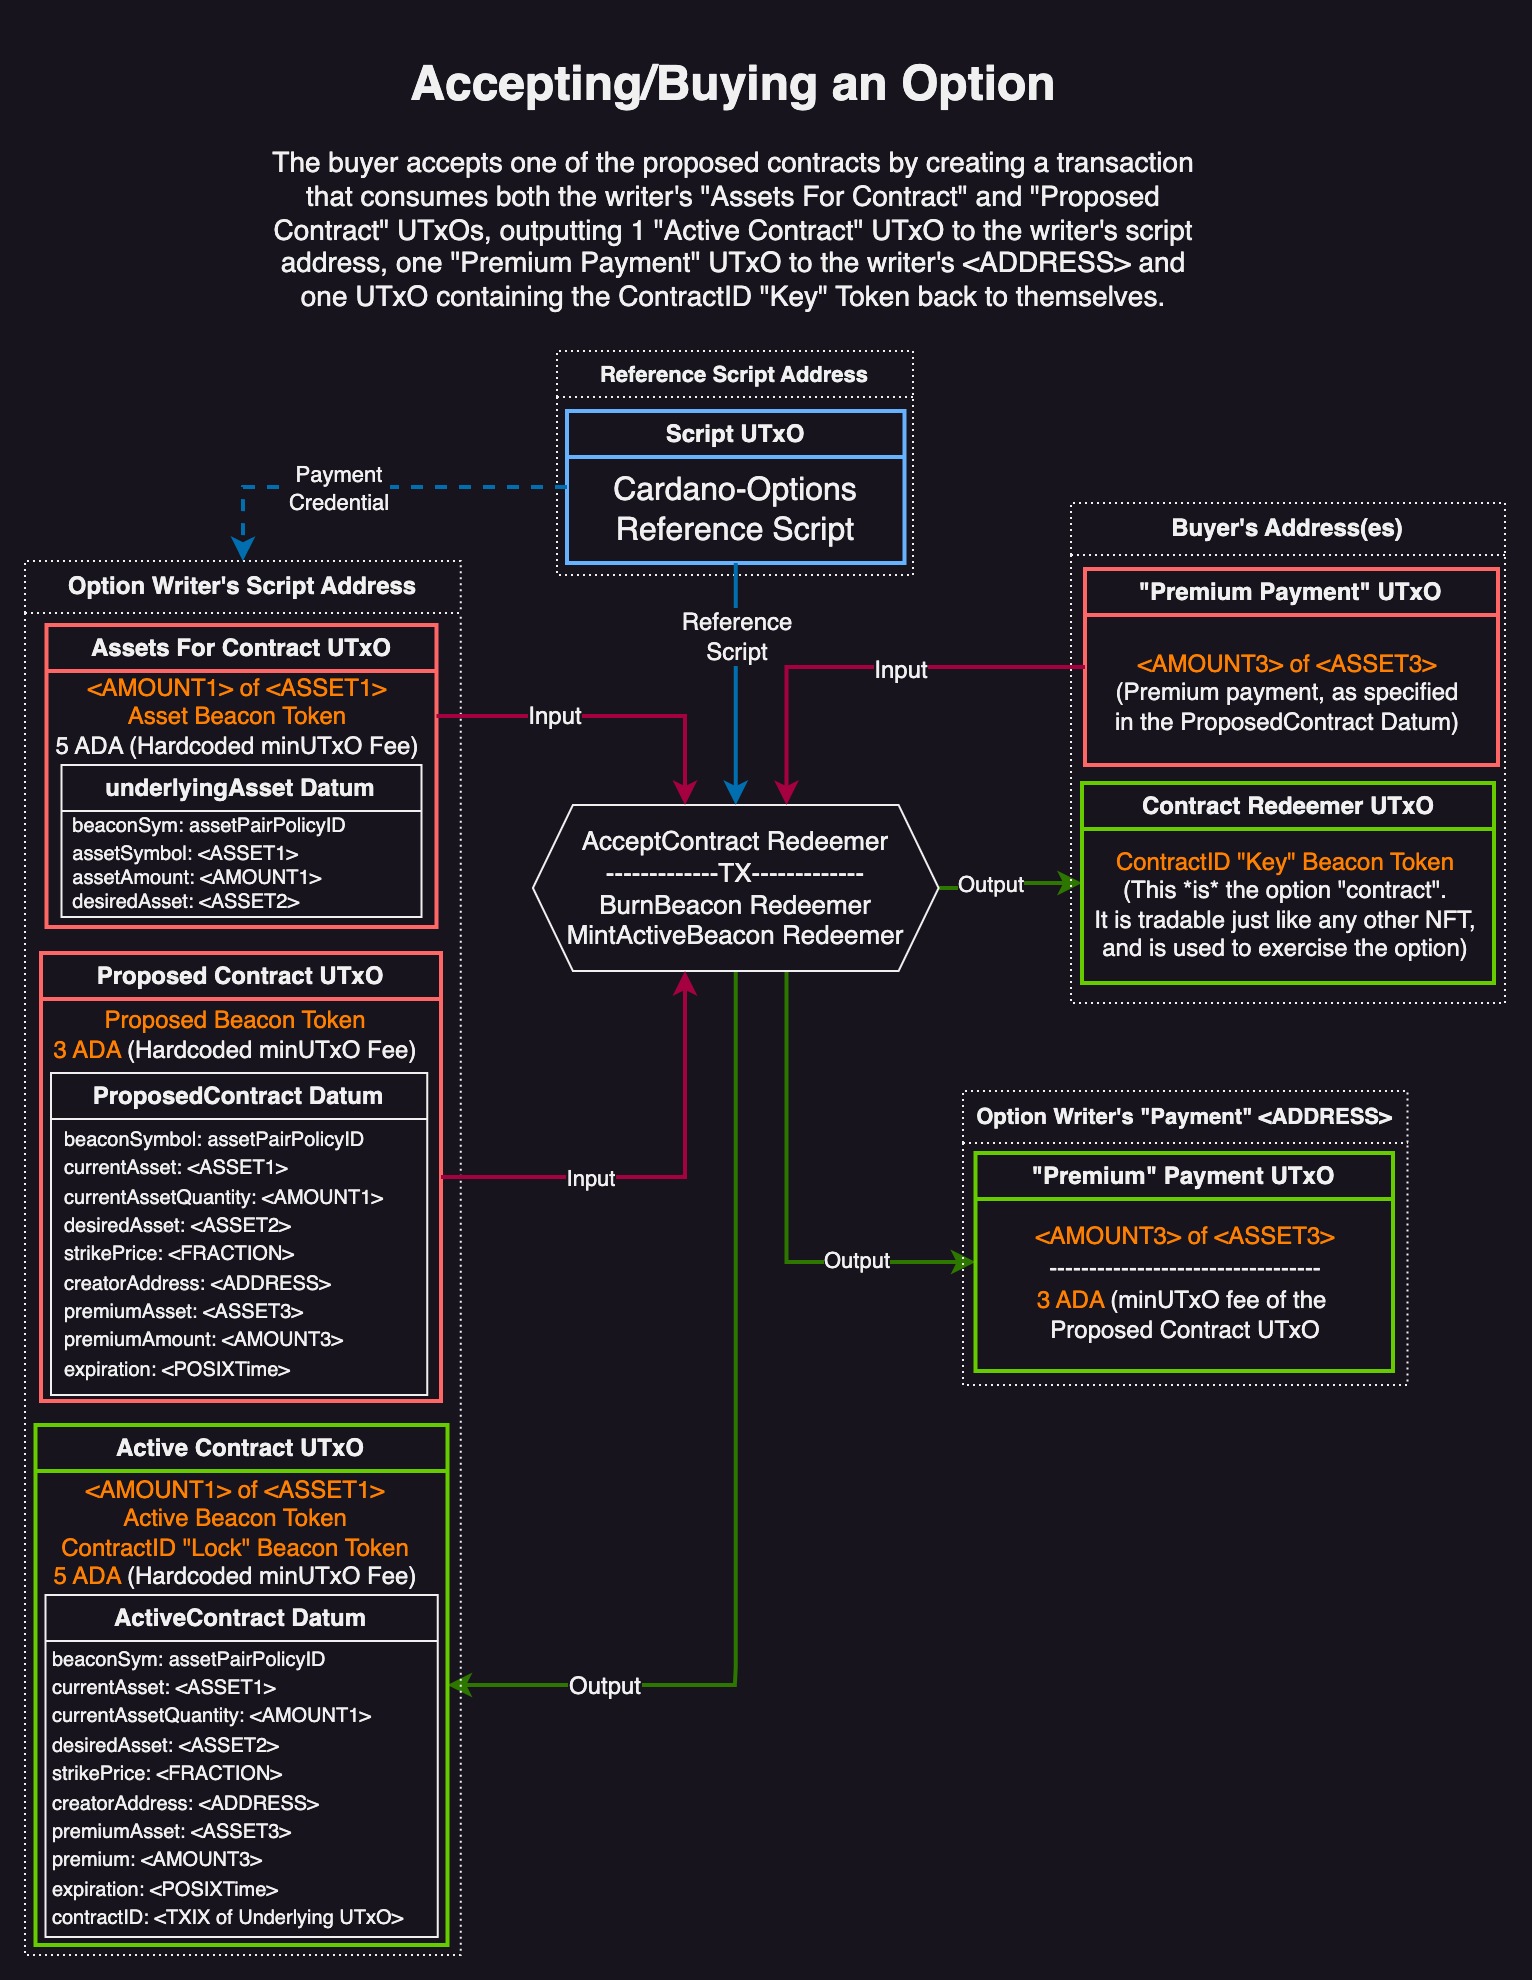 Accepting/Buying an Option
The buyer accepts one of the proposed contracts by creating a transaction
that consumes both the writer's "Assets For Contract" and "Proposed
Contract" UTxOs, outputting 1 "Active Contract" UTxO to the writer's script
address, one "Premium Payment" UTxO to the writer's <ADDRESS> and
one UTxO containing the ContractID "Key" Token back to themselves.
Reference Script Address
Script UTxO
Cardano-Options
Reference Script
Payment
Credential
Reference
Script
Option Writer's Script Address
Assets For Contract UTxO
<AMOUNT1> of <ASSET1>
Asset Beacon Token
5 ADA (Hardcoded minUTxO Fee)
underlyingAsset Datum
beaconSym: assetPairPolicyID
assetSymbol: <ASSET1>
assetAmount: <AMOUNT1>
desiredAsset: <ASSET2>
Input
Proposed Contract UTxO
Proposed Beacon Token
3 ADA (Hardcoded minUTxO Fee)
ProposedContract Datum
beaconSymbol: assetPairPolicyID
currentAsset: <ASSET1>
currentAssetQuantity: <AMOUNT1>
desiredAsset: <ASSET2>
strikePrice: <FRACTION>
creatorAddress: <ADDRESS>
premiumAsset: <ASSET3>
premiumAmount: <AMOUNT3>
expiration: <POSIXTime>
Input
Active Contract UTxO
<AMOUNT1> of <ASSET1>
Active Beacon Token
ContractID "Lock" Beacon Token
5 ADA (Hardcoded minUTxO Fee)
ActiveContract Datum
beaconSym: assetPairPolicyID
currentAsset: <ASSET1>
currentAssetQuantity: <AMOUNT1>
desiredAsset: <ASSET2>
strikePrice: <FRACTION>
creatorAddress: <ADDRESS>
premiumAsset: <ASSET3>
premium: <AMOUNT3>
expiration: <POSIXTime>
contractID: <TXIX of Underlying UTxO>
Output
AcceptContract Redeemer
-------------TX-------------
BurnBeacon Redeemer
MintActiveBeacon Redeemer
Buyer's Address(es)
"Premium Payment" UTxO
<AMOUNT3> of <ASSET3>
(Premium payment, as specified
in the ProposedContract Datum)
Input
Contract Redeemer UTxO
ContractID "Key" Beacon Token
(This *is* the option "contract".
It is tradable just like any other NFT,
and is used to exercise the option)
Output
Option Writer's "Payment" <ADDRESS>
"Premium" Payment UTxO
<AMOUNT3> of <ASSET3>
----------------------------------
3 ADA (minUTxO fee of the
Proposed Contract UTxO
Output